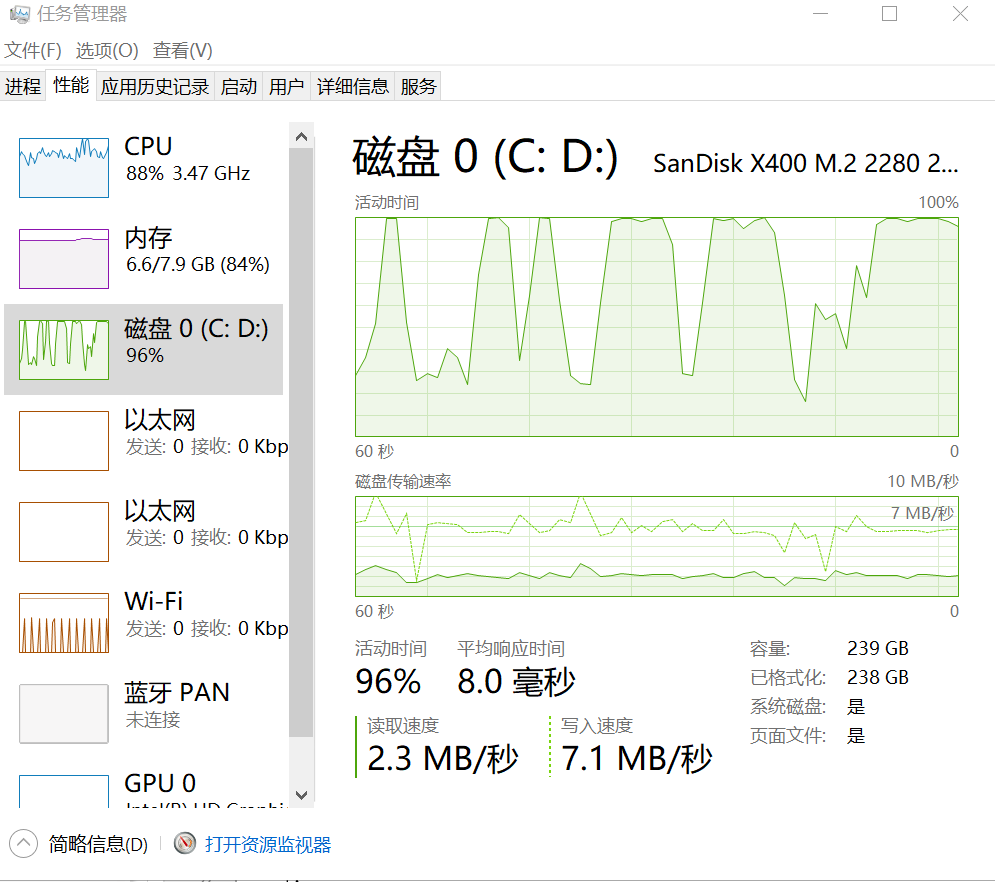 任务管理器
文件(F) 选项(O) 查看(V)
进程 性能 应用历史记录 启动 用户 详细信息 服务
CPU
88% 3.47 GHz
内存
6.6/7.9 GB (84%)
磁盘 0 (C: D:)
96%
以太网
发送: 0 接收: 0 Kbp
以太网
发送: 0 接收: 0 Kbp
Wi-Fi
发送: 0 接收: 0 Kbp
蓝牙 PAN
未连接
GPU 0
磁盘 0 (C: D:) SanDisk X400 M.2 2280 2...
活动时间 100%
60 秒 0
磁盘传输速率 10 MB/秒
7 MB/秒
60 秒 0
活动时间 平均响应时间
96% 8.0 毫秒
读取速度 写入速度
2.3 MB/秒 7.1 MB/秒
容量: 239 GB
已格式化: 238 GB
系统磁盘: 是
页面文件: 是
简略信息(D) 打开资源监视器